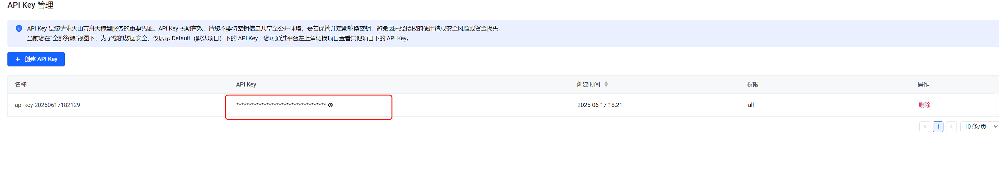 API Key 管理
API Key 是您请求火山方舟大模型服务的重要凭证。API Key 长期有效，请您不要将密钥信息共享至公开环境，妥善保管并定期轮换密钥，避免因未经授权的使用造成安全风险或资金损失。
当前您在“全部资源”视图下，为了您的数据安全，仅展示 Default（默认项目）下的 API Key，您可通过平台左上角切换项目查看其他项目下的 API Key。
+ 创建 API Key
名称 API Key 创建时间 权限 操作
api-key-20250617182129 ************************************ 2025-06-17 18:21 all 删除
1 10 条/页